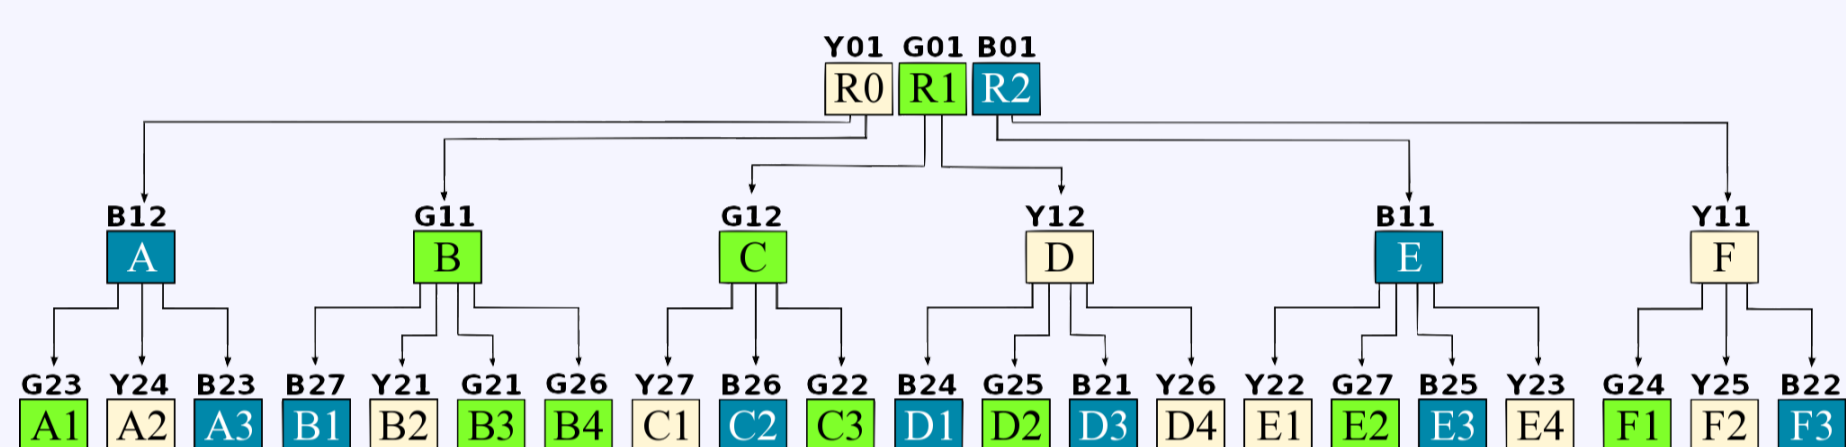 Y01 G01 B01
R0 R1 R2
B12 G11 G12 Y12 B11 Y11
A B C D E F
G23 Y24 B23 B27 Y21 G21 G26 Y27 B26 G22 B24 G25 B21 Y26 Y22 G27 B25 Y23 G24 Y25 B22
A1 A2 A3 B1 B2 B3 B4 C1 C2 C3 D1 D2 D3 D4 E1 E2 E3 E4 F1 F2 F3